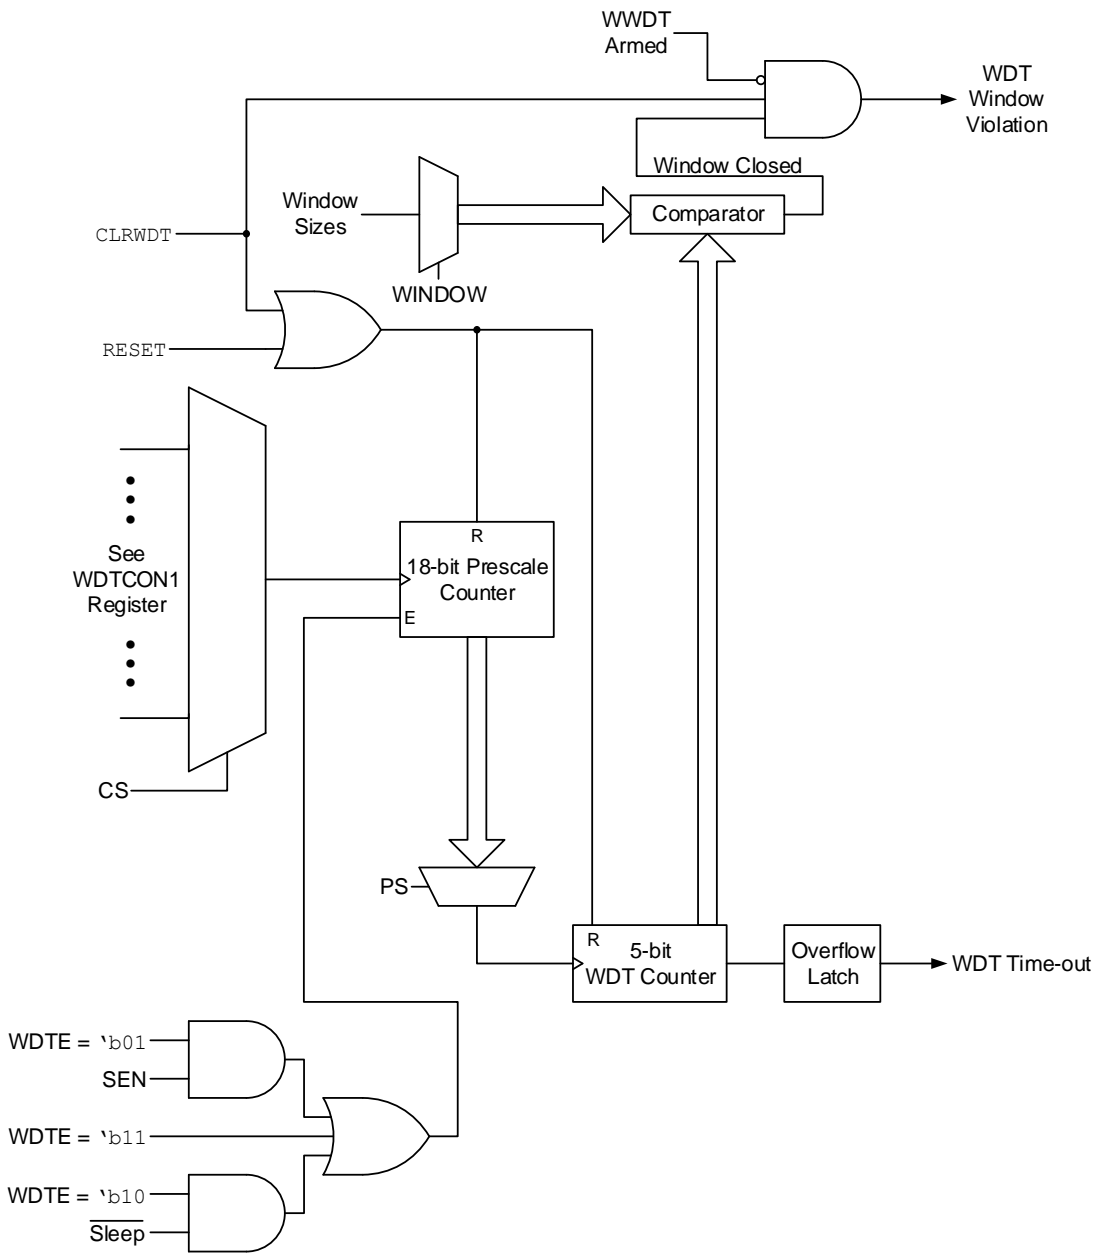 WWDT
Armed
WDT
Window
Violation
Window Closed
Window
Sizes
Comparator
CLRWDT
WINDOW
RESET
R
18-bit Prescale
Counter
E
See
WDTCON1
Register
CS
PS
R
5-bit
WDT Counter
Overflow
Latch
WDT Time-out
WDTE = ‘b01
SEN
WDTE = ‘b11
WDTE = ‘b10
Sleep